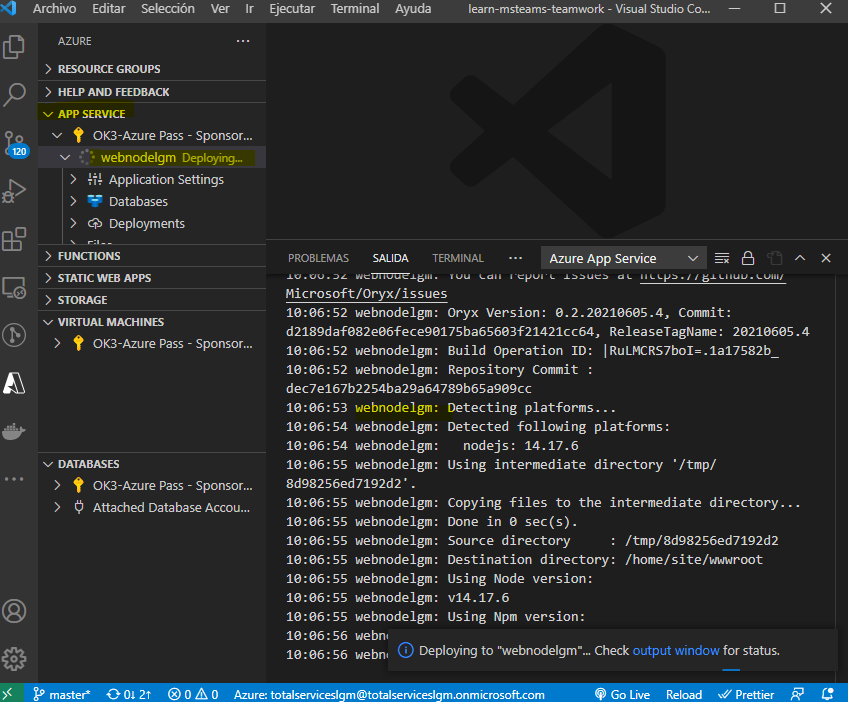 Archivo Editar Selección Ver Ir Ejecutar Terminal Ayuda learn-msteams-teamwork - Visual Studio Co...
AZURE
RESOURCE GROUPS
HELP AND FEEDBACK
APP SERVICE
OK3-Azure Pass - Sponsor...
webnodelgm Deploying...
120
Application Settings
Databases
Deployments
Files
FUNCTIONS
STATIC WEB APPS
STORAGE
VIRTUAL MACHINES
OK3-Azure Pass - Sponsor...
DATABASES
OK3-Azure Pass - Sponsor...
Attached Database Accou...
PROBLEMAS SALIDA TERMINAL ... Azure App Service
10:06:52 webnodelgm: You can report issues at https://github.com/
Microsoft/Oryx/issues
10:06:52 webnodelgm: Oryx Version: 0.2.20210605.4, Commit:
d2189daf082e06fece90175ba65603f21421cc64, ReleaseTagName: 20210605.4
10:06:52 webnodelgm: Build Operation ID: |RuLMCRS7boI=.1a17582b_
10:06:52 webnodelgm: Repository Commit :
dec7e167b2254ba29a64789b65a909cc
10:06:53 webnodelgm: Detecting platforms...
10:06:54 webnodelgm: Detected following platforms:
10:06:54 webnodelgm:   nodejs: 14.17.6
10:06:55 webnodelgm: Using intermediate directory '/tmp/
8d98256ed7192d2'.
10:06:55 webnodelgm: Copying files to the intermediate directory...
10:06:55 webnodelgm: Done in 0 sec(s).
10:06:55 webnodelgm: Source directory     : /tmp/8d98256ed7192d2
10:06:55 webnodelgm: Destination directory: /home/site/wwwroot
10:06:55 webnodelgm: Using Node version:
10:06:55 webnodelgm: v14.17.6
10:06:55 webnodelgm: Using Npm version:
10:06:56 webn
10:06:56 webn
Deploying to "webnodelgm"... Check output window for status.
master* 0↓ 2↑ 0 0 Azure: totalserviceslgm@totalserviceslgm.onmicrosoft.com Go Live Reload Prettier